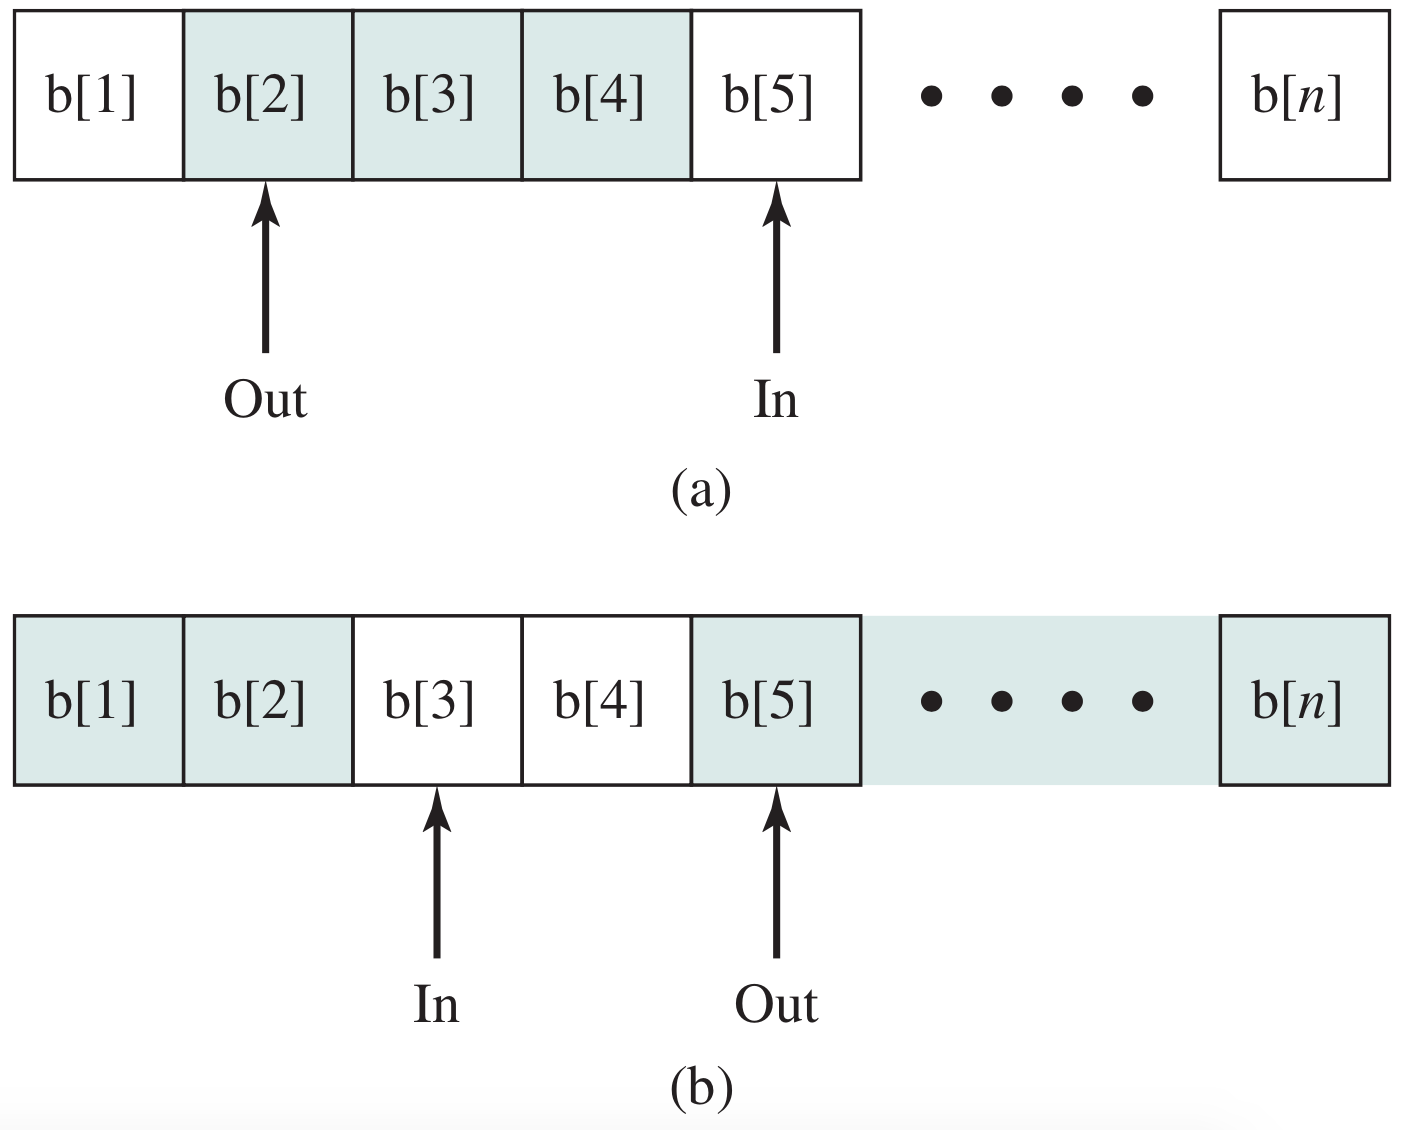 b[1] b[2] b[3] b[4] b[5] • • • • b[n]
Out In
(a)
b[1] b[2] b[3] b[4] b[5] • • • • b[n]
In Out
(b)